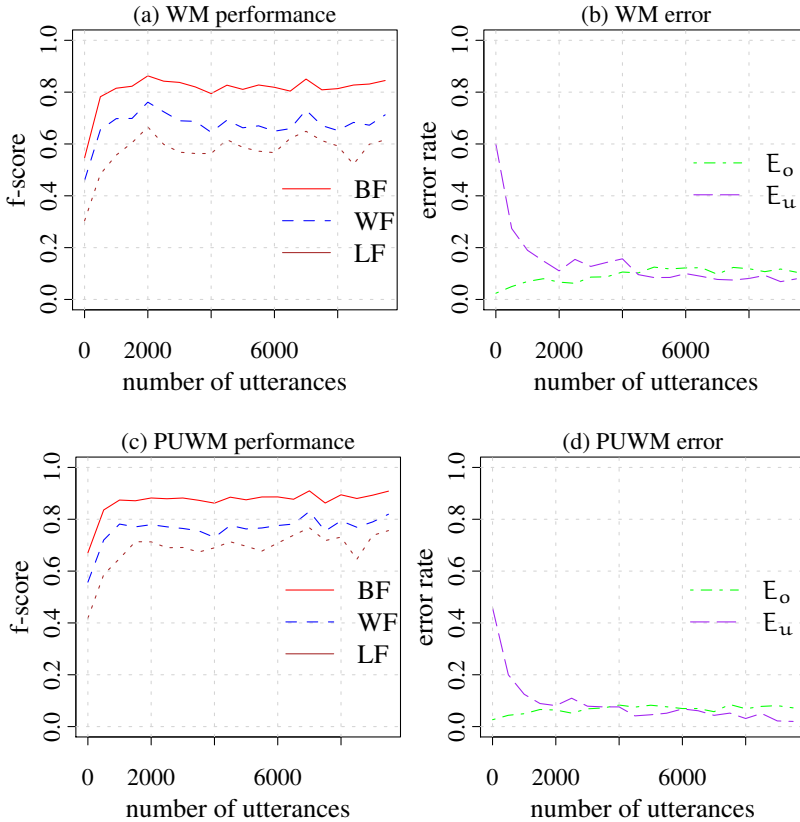 (a) WM performance
f-score
1.0
0.8
0.6
0.4
0.2
0.0
BF
WF
LF
0 2000 6000
number of utterances
(b) WM error
error rate
1.0
0.8
0.6
0.4
0.2
0.0
Eo
Eu
0 2000 6000
number of utterances
(c) PUWM performance
f-score
1.0
0.8
0.6
0.4
0.2
0.0
BF
WF
LF
0 2000 6000
number of utterances
(d) PUWM error
error rate
1.0
0.8
0.6
0.4
0.2
0.0
Eo
Eu
0 2000 6000
number of utterances